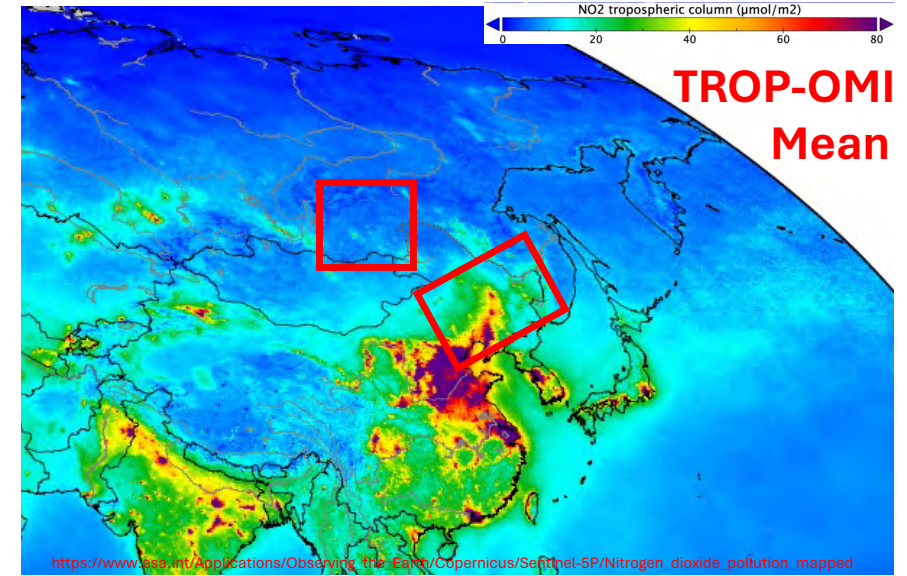 NO2 tropospheric column (μmol/m2)
0 20 40 60 80
TROP-OMI
Mean
https://www.esa.int/Applications/Observing_the_Earth/Copernicus/Sentinel-5P/Nitrogen_dioxide_pollution_mapped